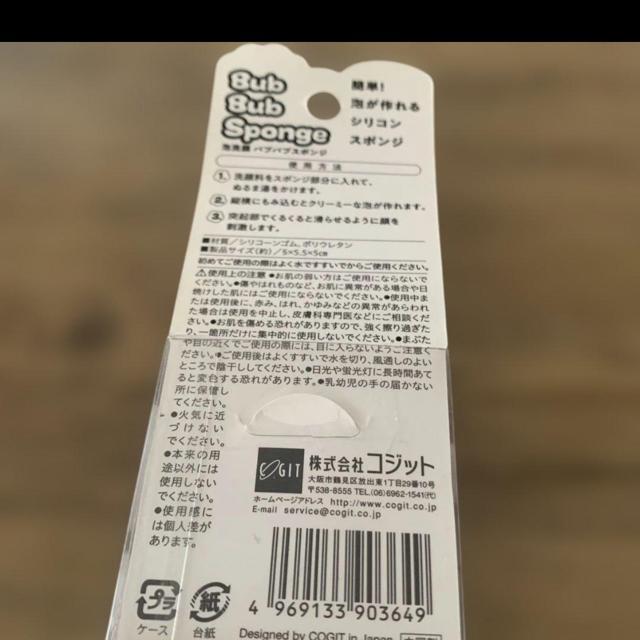 Bub
Bub
Sponge
泡洗顔 バブバブスポンジ
簡単!
泡が作れる
シリコン
スポンジ
使用方法
1. 洗顔料をスポンジ部分に入れて、
ぬるま湯をかけます。
2. 縦横にもみ込むとクリーミーな泡が作れます。
3. 突起部でくるくると滑らせるように顔を
刺激します。
■材質/シリコーンゴム、ポリウレタン
■製品サイズ(約)/5×5.5×5㎝
初めてご使用の際はよく水ですすいでからご使用ください。
⚠使用上の注意 ●お肌の弱い方はご使用にならないで
ください。●傷やはれものなど、お肌に異常がある場合や日
焼けした肌にはご使用にならないでください。●使用中ま
たは使用後に、赤み、はれ、かゆみなどの異常があらわれ
た場合は使用を中止し、皮膚科専門医などにご相談くだ
さい。●お肌を傷める恐れがありますので、強く擦り過ぎた
り、一箇所だけに集中的に使用しないでください。●まぶた
や目の近くでご使用の際には、目に入らないようご注意く
ださい。●ご使用後はよくすすいで水を切り、風通しのよい
ところで陰干ししてください。●日光や蛍光灯に長時間あて
ると変色する恐れがあります。●乳幼児の手の届かない
所に保管し
てください。
●火気に近
づけない
でください。
●本来の用
途以外には
使用しない
でください。
●使用感に
は個人差が
あります。
COGIT
株式会社コジット
大阪市鶴見区放出東1丁目29番10号
〒538-8555 TEL.(06)6962-1541(代)
ホームページアドレス http://www.cogit.co.jp
E-mail service@cogit.co.jp
プラ
ケース
紙
台紙
4 969133 903649
Designed by COGIT in Japan